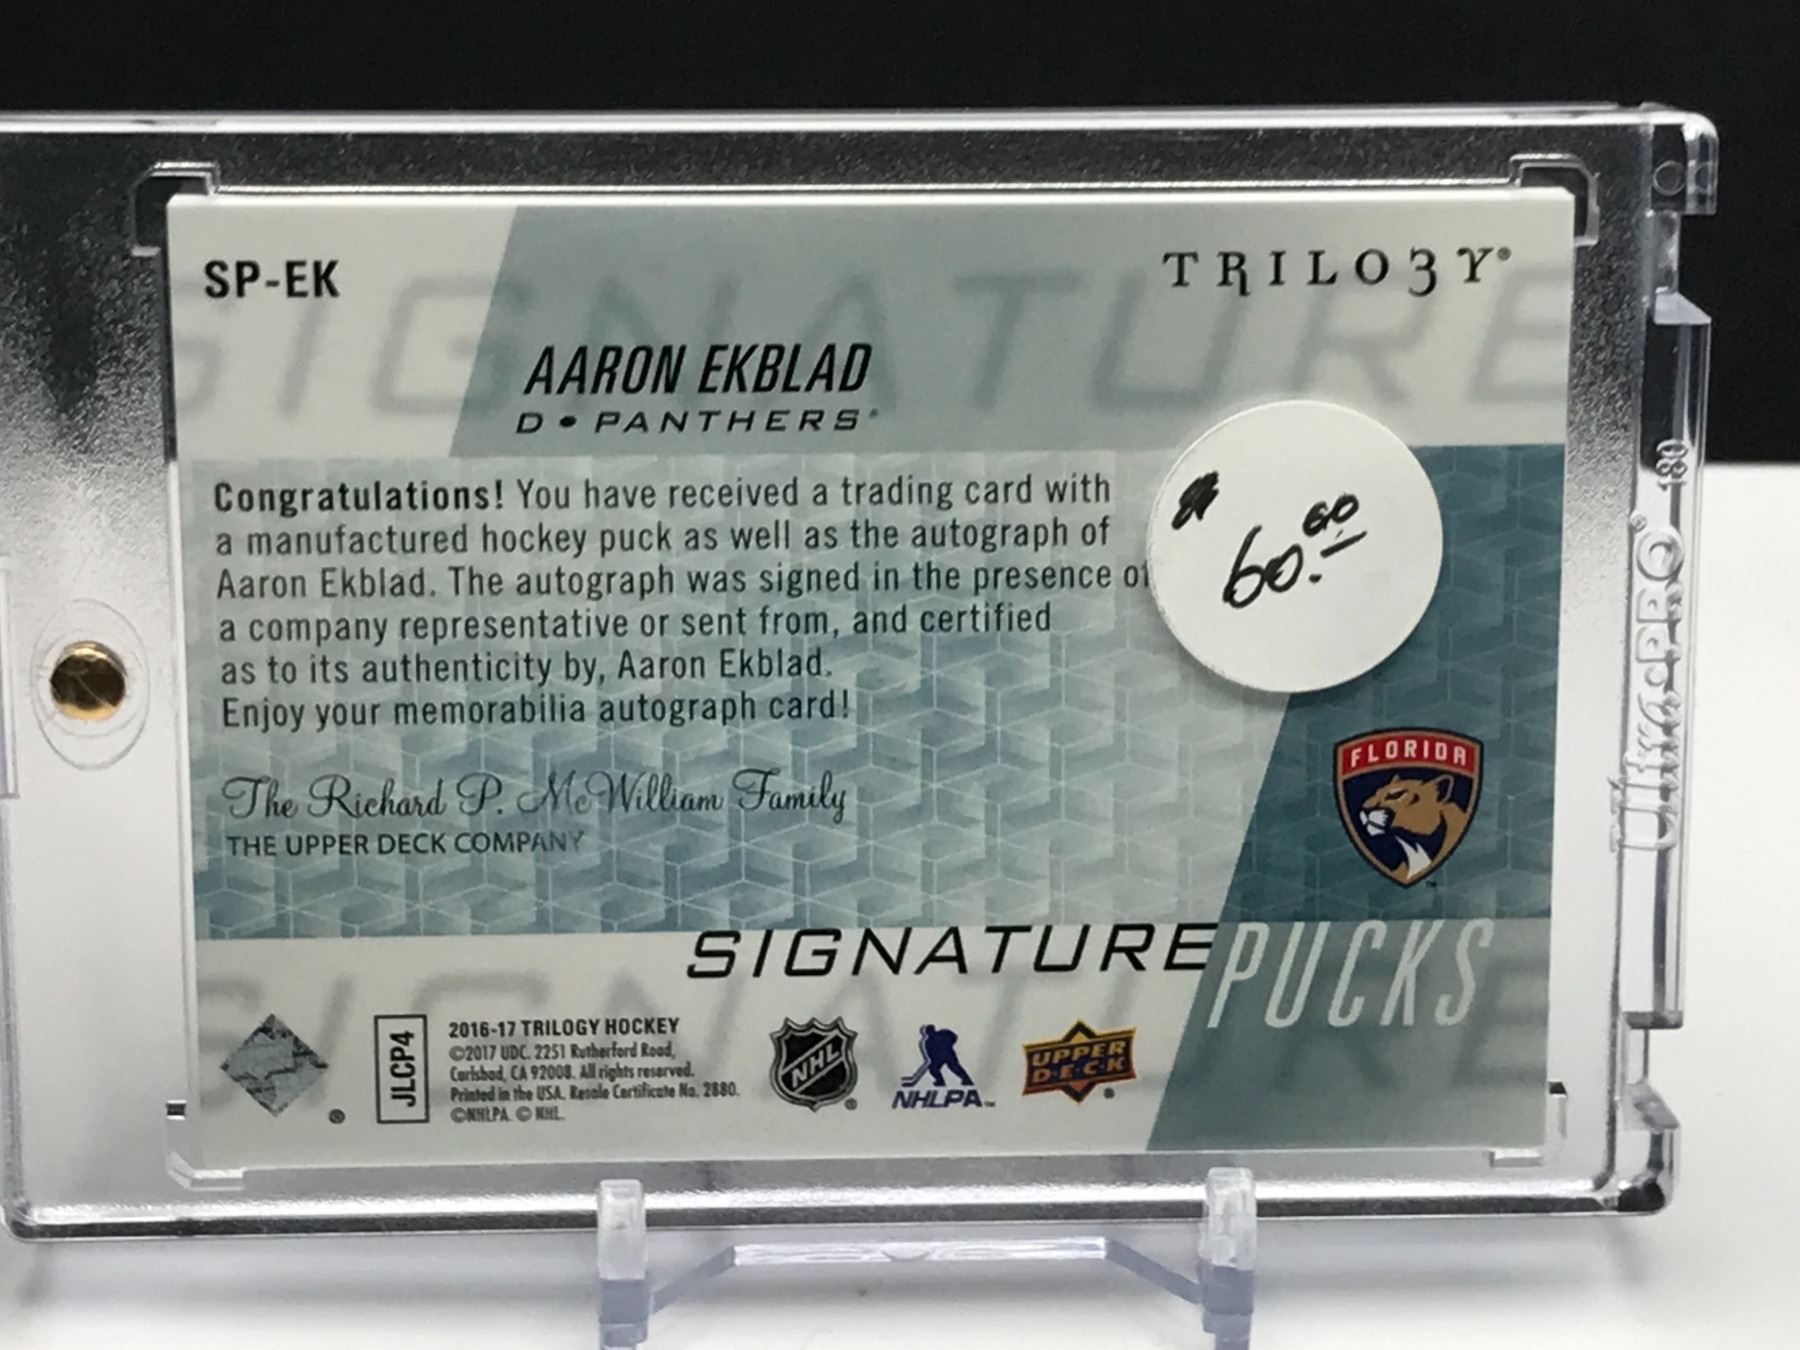 SP-EK
TRILO3Y®
AARON EKBLAD
D • PANTHERS®
Congratulations! You have received a trading card with
a manufactured hockey puck as well as the autograph of
Aaron Ekblad. The autograph was signed in the presence of
a company representative or sent from, and certified
as to its authenticity by, Aaron Ekblad.
Enjoy your memorabilia autograph card!
$ 60.00
The Richard P. McWilliam Family
THE UPPER DECK COMPANY
FLORIDA
SIGNATURE PUCKS
JLCP4
2016-17 TRILOGY HOCKEY
©2017 UDC. 2251 Rutherford Road,
Carlsbad, CA 92008. All rights reserved.
Printed in the USA. Resale Certificate No. 2880.
©NHLPA. © NHL.
NHL
NHLPA™
UPPER
D·E·C·K
SIGNATURE
SIGNATURE
UltraPRO® 180